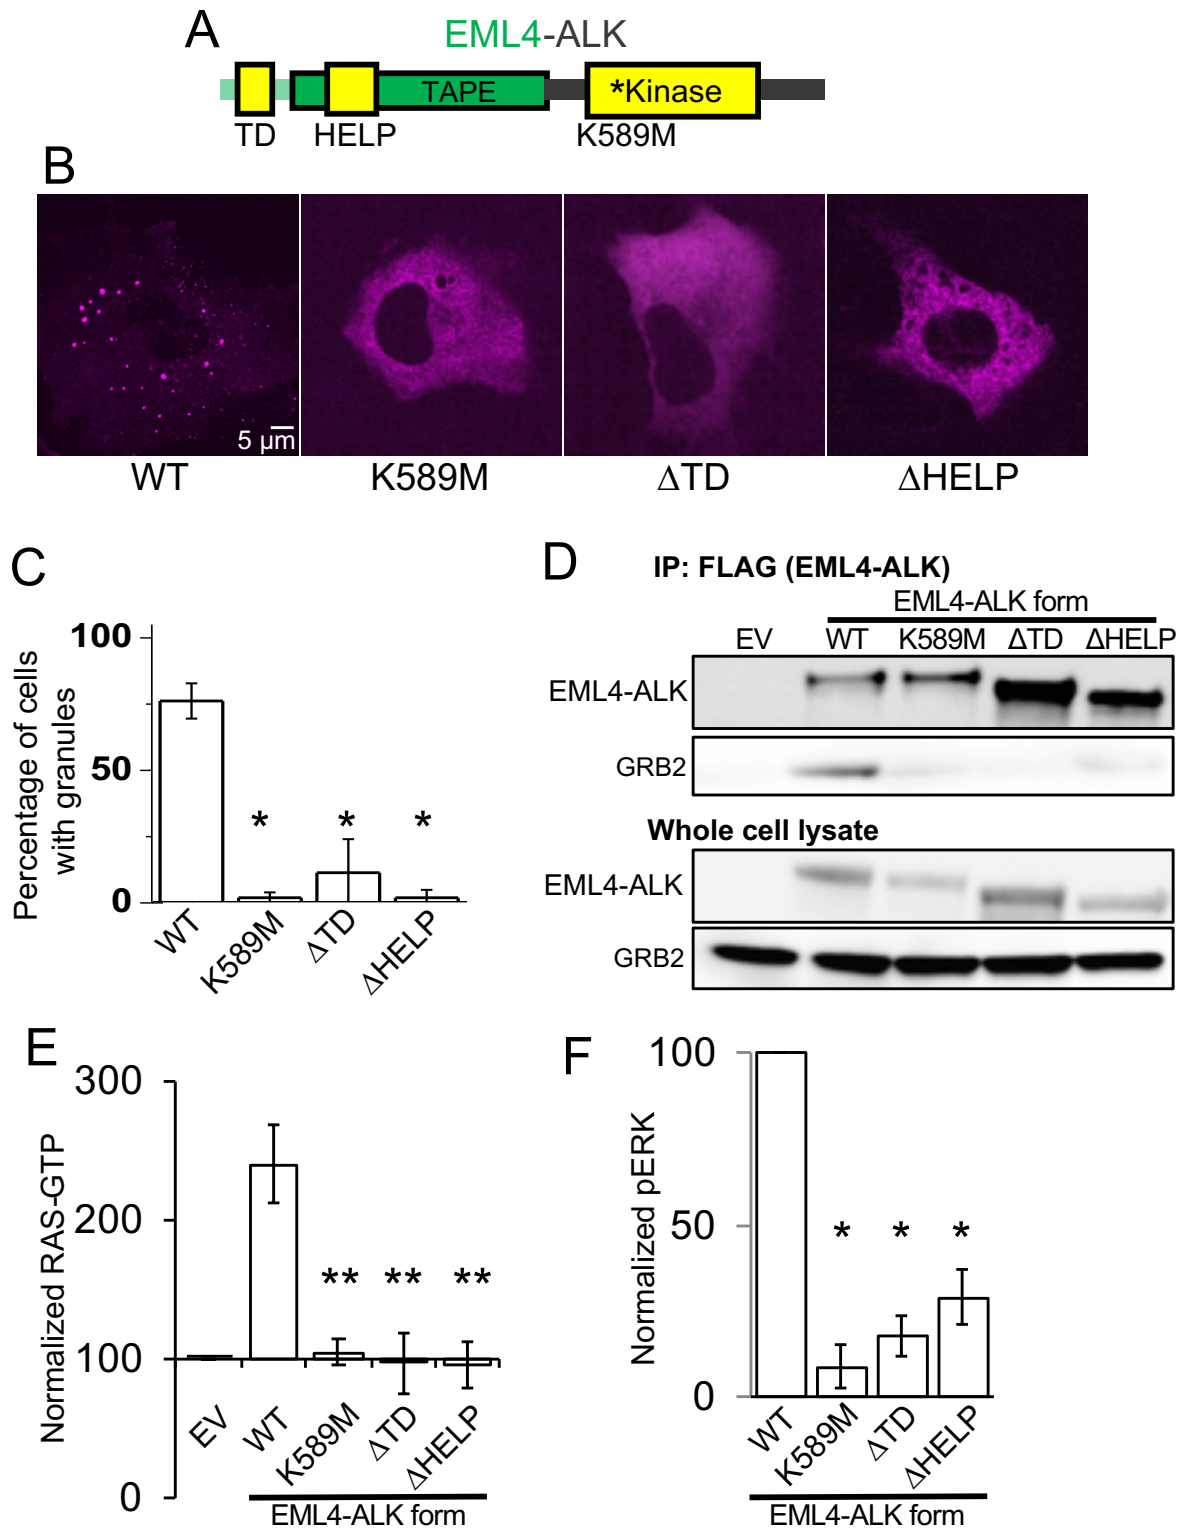 A
EML4-ALK
TAPE
*Kinase
TD
HELP
K589M
B
5 µm
WT
K589M
ΔTD
ΔHELP
C
Percentage of cells
with granules
100
50
0
*
*
*
WT
K589M
ΔTD
ΔHELP
D
IP: FLAG (EML4-ALK)
EML4-ALK form
EV
WT
K589M
ΔTD
ΔHELP
EML4-ALK
GRB2
Whole cell lysate
EML4-ALK
GRB2
E
Normalized RAS-GTP
300
200
100
0
**
**
**
EV
WT
K589M
ΔTD
ΔHELP
EML4-ALK form
F
Normalized pERK
100
50
0
*
*
*
WT
K589M
ΔTD
ΔHELP
EML4-ALK form